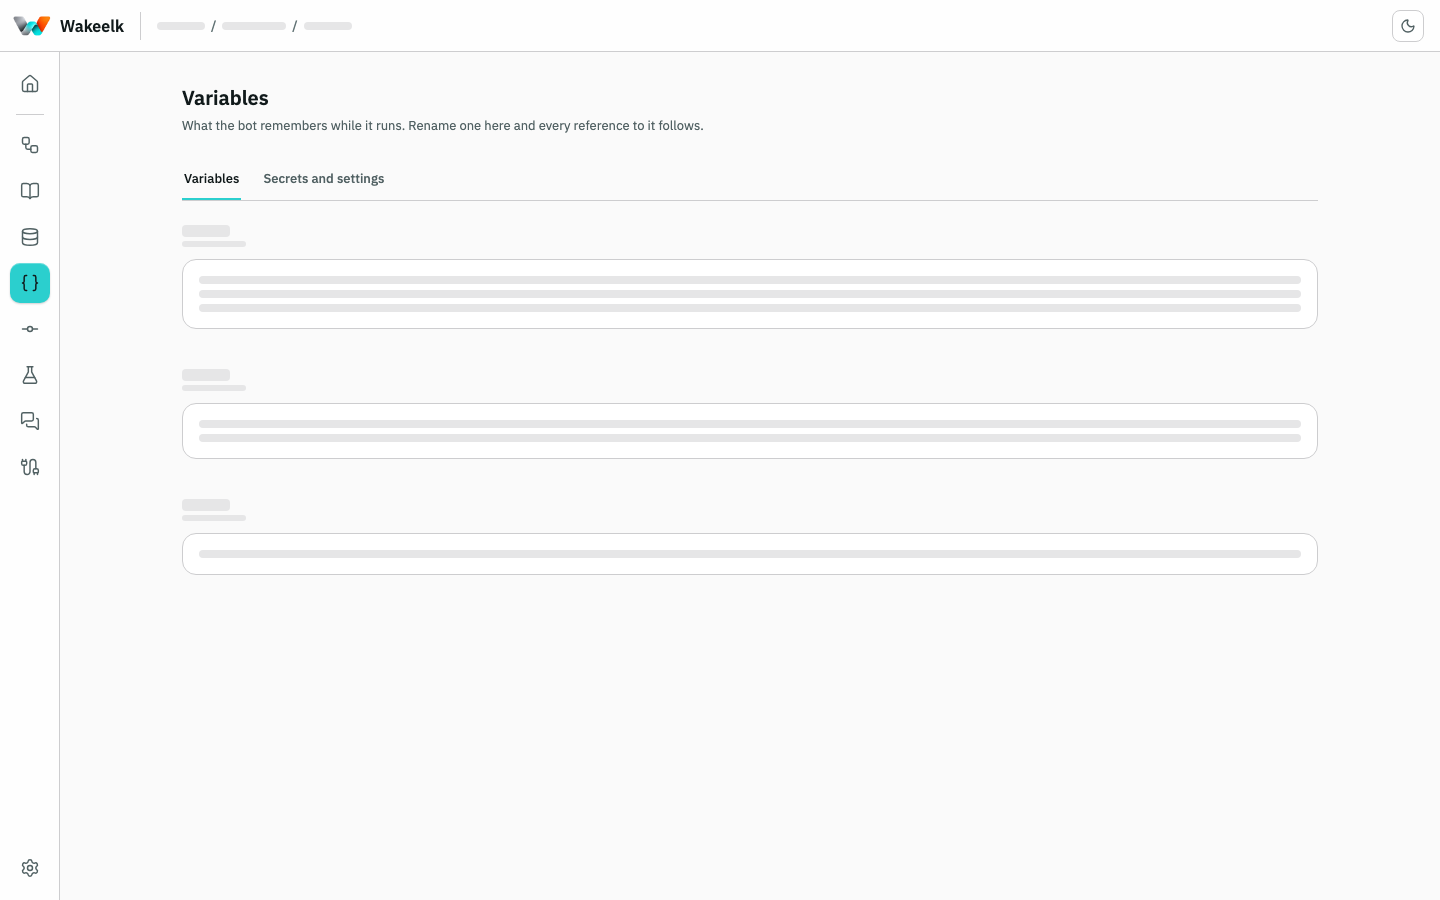 Wakeelk / / 
Variables
What the bot remembers while it runs. Rename one here and every reference to it follows.
Variables Secrets and settings